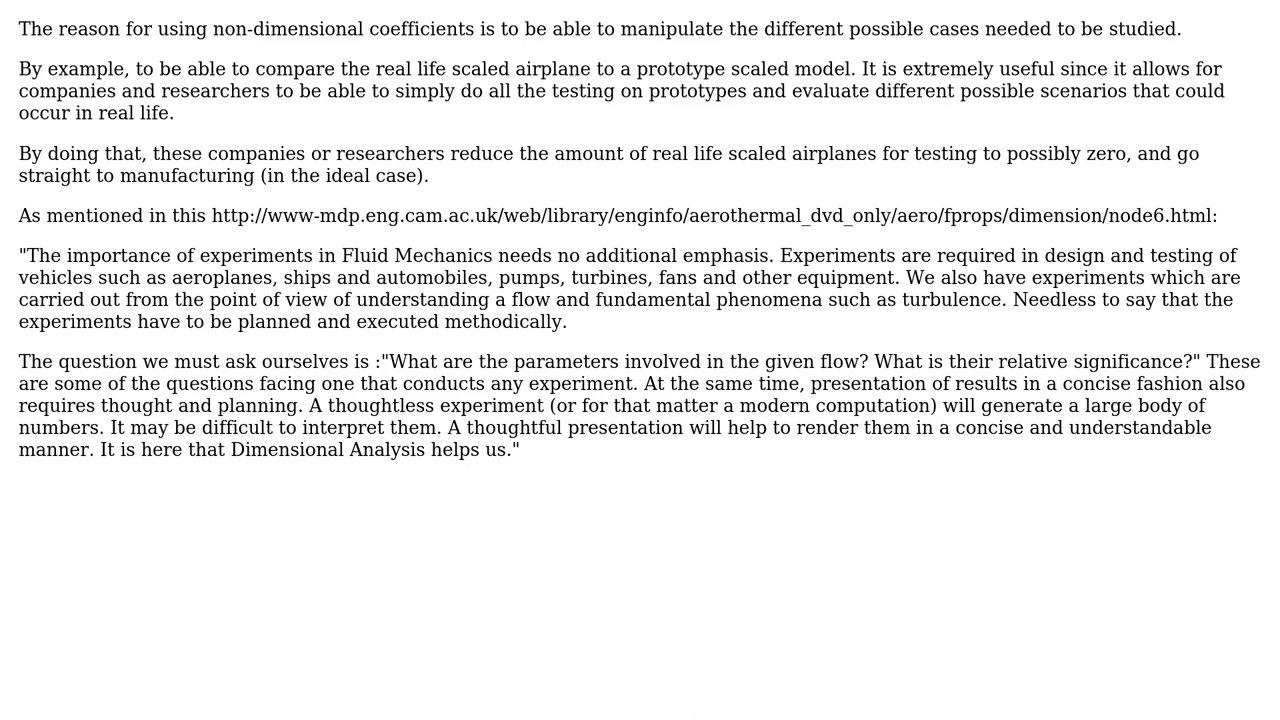 The reason for using non-dimensional coefficients is to be able to manipulate the different possible cases needed to be studied.
By example, to be able to compare the real life scaled airplane to a prototype scaled model. It is extremely useful since it allows for
companies and researchers to be able to simply do all the testing on prototypes and evaluate different possible scenarios that could
occur in real life.
By doing that, these companies or researchers reduce the amount of real life scaled airplanes for testing to possibly zero, and go
straight to manufacturing (in the ideal case).
As mentioned in this http://www-mdp.eng.cam.ac.uk/web/library/enginfo/aerothermal_dvd_only/aero/fprops/dimension/node6.html:
"The importance of experiments in Fluid Mechanics needs no additional emphasis. Experiments are required in design and testing of
vehicles such as aeroplanes, ships and automobiles, pumps, turbines, fans and other equipment. We also have experiments which are
carried out from the point of view of understanding a flow and fundamental phenomena such as turbulence. Needless to say that the
experiments have to be planned and executed methodically.
The question we must ask ourselves is :"What are the parameters involved in the given flow? What is their relative significance?" These
are some of the questions facing one that conducts any experiment. At the same time, presentation of results in a concise fashion also
requires thought and planning. A thoughtless experiment (or for that matter a modern computation) will generate a large body of
numbers. It may be difficult to interpret them. A thoughtful presentation will help to render them in a concise and understandable
manner. It is here that Dimensional Analysis helps us."